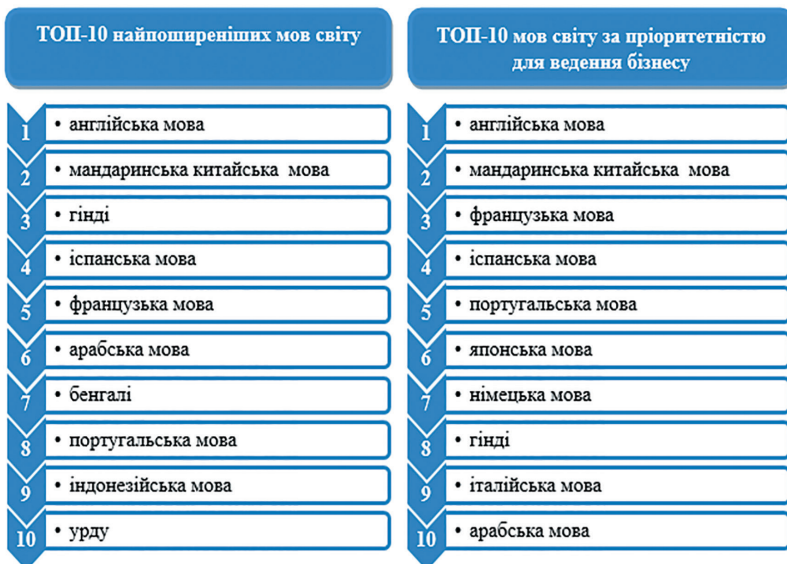 ТОП-10 найпоширеніших мов світу
1 • англійська мова
2 • мандаринська китайська мова
3 • гінді
4 • іспанська мова
5 • французька мова
6 • арабська мова
7 • бенгалі
8 • португальська мова
9 • індонезійська мова
10 • урду
ТОП-10 мов світу за пріоритетністю
для ведення бізнесу
1 • англійська мова
2 • мандаринська китайська мова
3 • французька мова
4 • іспанська мова
5 • португальська мова
6 • японська мова
7 • німецька мова
8 • гінді
9 • італійська мова
10 • арабська мова